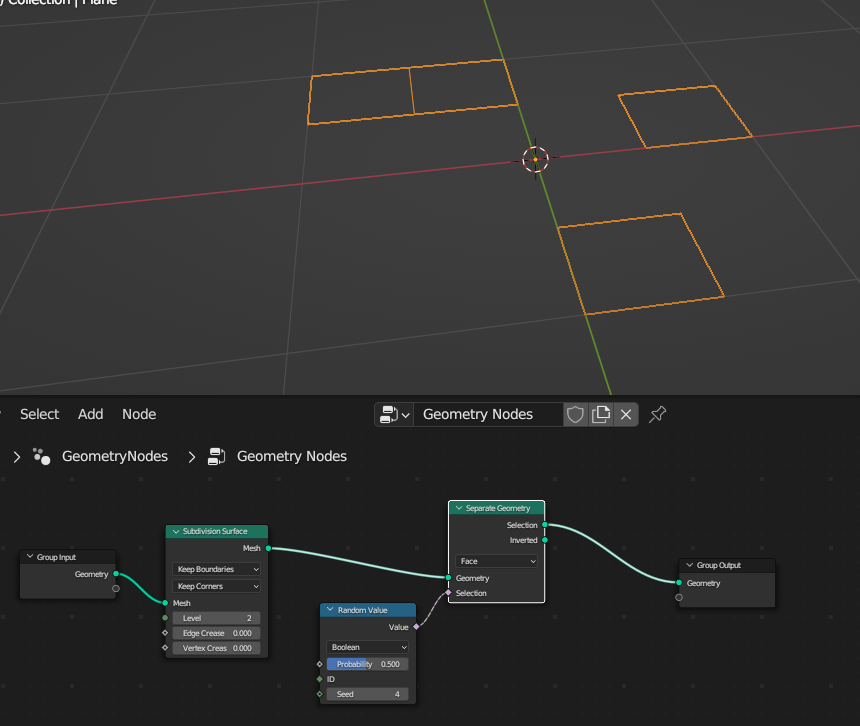 ) Collection | Plane
Select Add Node
Geometry Nodes
GeometryNodes
Geometry Nodes
Group Input
Geometry
Subdivision Surface
Mesh
Keep Boundaries
Keep Corners
Mesh
Level 2
Edge Crease 0.000
Vertex Creas 0.000
Random Value
Value
Boolean
Probability 0.500
ID
Seed 4
Separate Geometry
Selection
Inverted
Face
Geometry
Selection
Group Output
Geometry